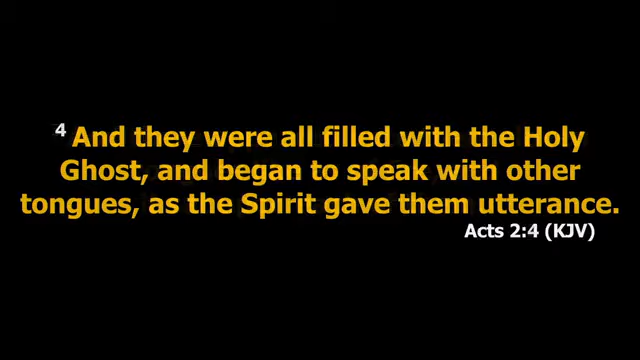 4 And they were all filled with the Holy
Ghost, and began to speak with other
tongues, as the Spirit gave them utterance.
Acts 2:4 (KJV)